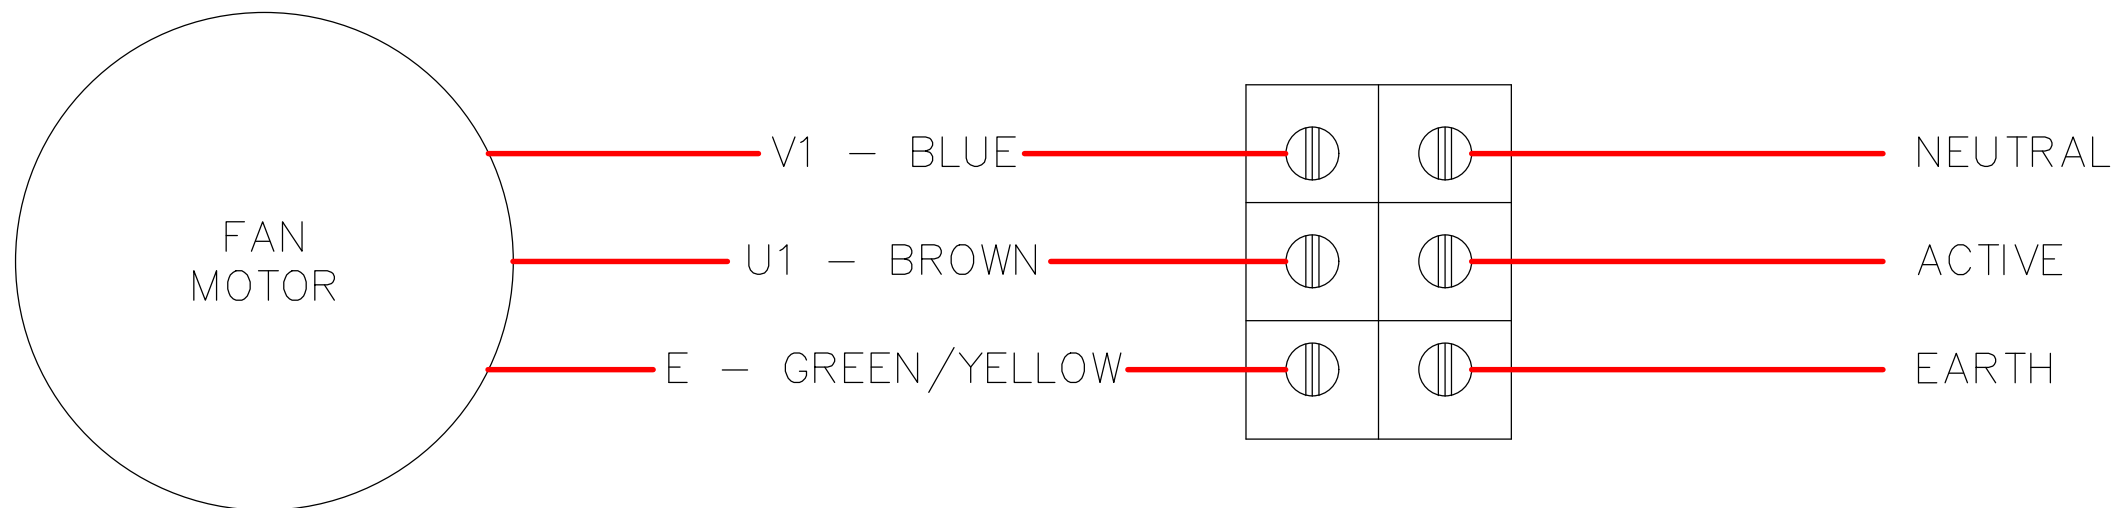 FAN
MOTOR
V1 - BLUE
NEUTRAL
U1 - BROWN
ACTIVE
E - GREEN/YELLOW
EARTH